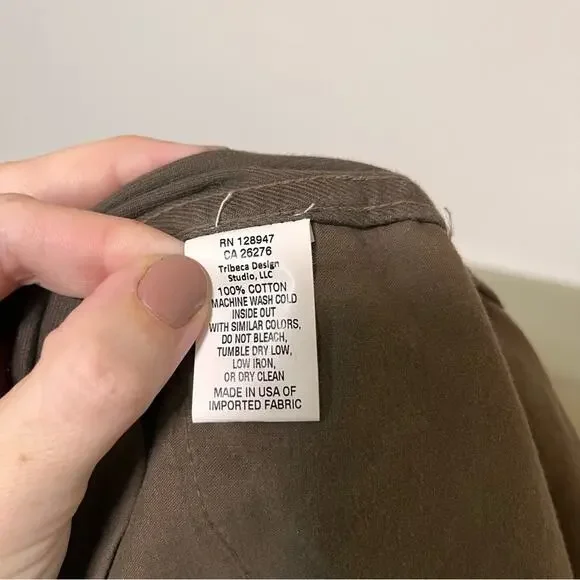 RN 128947
CA 26276
Tribeca Design
Studio, LLC
100% COTTON
MACHINE WASH COLD
INSIDE OUT
WITH SIMILAR COLORS,
DO NOT BLEACH,
TUMBLE DRY LOW,
LOW IRON,
OR DRY CLEAN
MADE IN USA OF
IMPORTED FABRIC